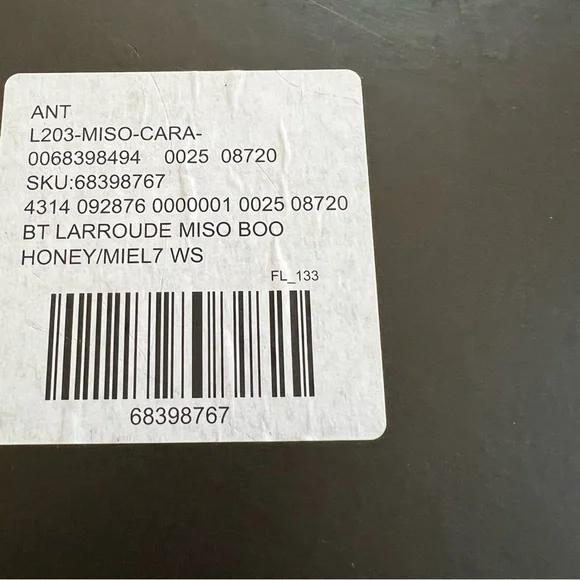 ANT
L203-MISO-CARA-
0068398494 0025 08720
SKU:68398767
4314 092876 0000001 0025 08720
BT LARROUDE MISO BOO
HONEY/MIEL7 WS
FL_133
68398767